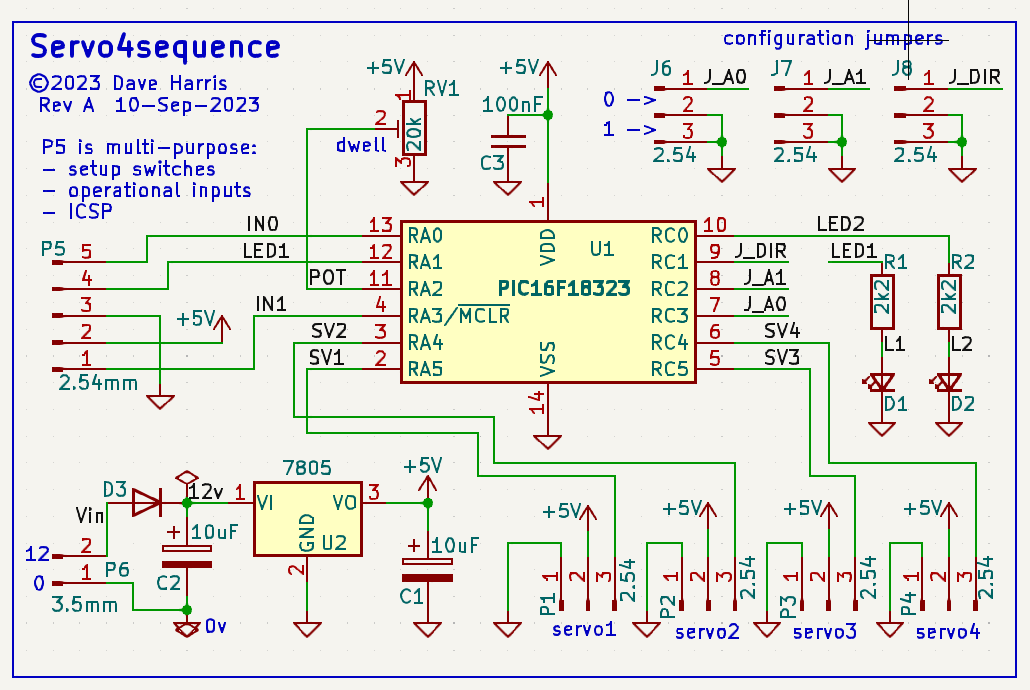 Servo4sequence
©2023 Dave Harris
Rev A 10-Sep-2023
P5 is multi-purpose:
- setup switches
- operational inputs
- ICSP
configuration jumpers
J6
1 J_A0
2
3
2.54
0 ->
1 ->
J7
1 J_A1
2
3
2.54
J8
1 J_DIR
2
3
2.54
+5V
RV1
1
2
3
20k
dwell
+5V
100nF
C3
1
P5
5
4
3
2
1
2.54mm
+5V
IN0
LED1
POT
IN1
SV2
SV1
13
12
11
4
3
2
RA0
RA1
RA2
RA3/MCLR
RA4
RA5
VDD
U1
PIC16F18323
VSS
14
RC0
RC1
RC2
RC3
RC4
RC5
10
9
8
7
6
5
LED2
J_DIR
J_A1
J_A0
SV4
SV3
LED1
R1
2k2
L1
D1
R2
2k2
L2
D2
D3
Vin
12v
12
0
2
1
P6
3.5mm
+
10uF
C2
0v
7805
1
VI
VO
3
GND
U2
2
+5V
+
10uF
C1
+5V
P1
1
2
3
2.54
servo1
+5V
P2
1
2
3
2.54
servo2
+5V
P3
1
2
3
2.54
servo3
+5V
P4
1
2
3
2.54
servo4